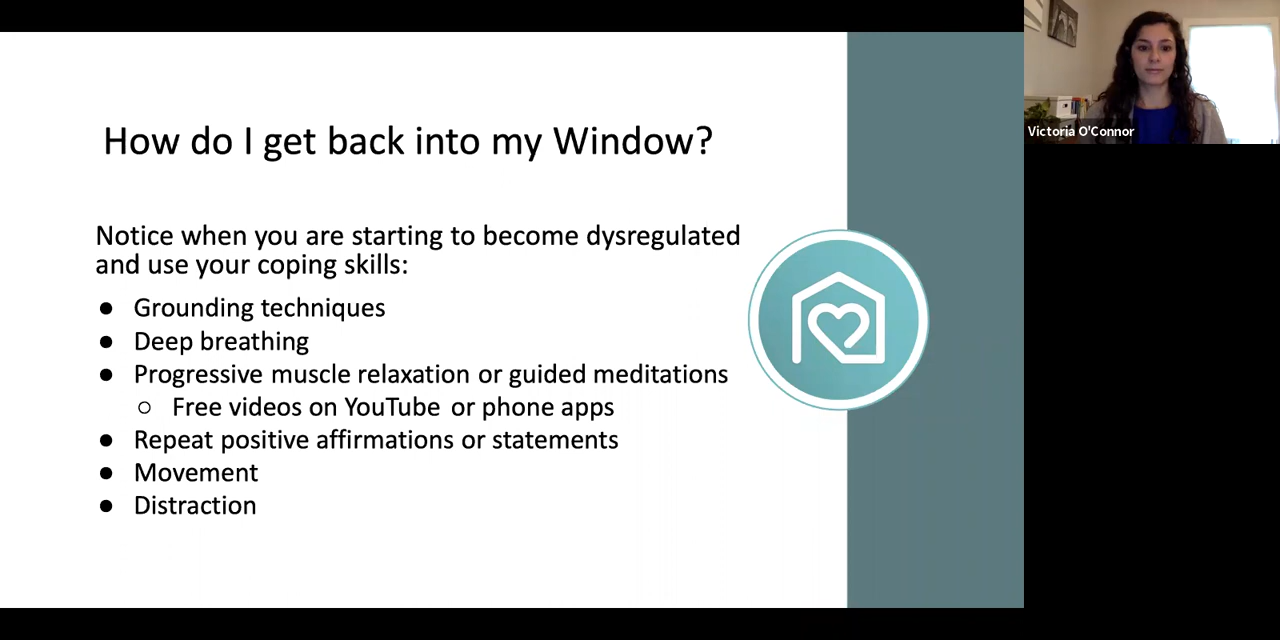 How do I get back into my Window?
Notice when you are starting to become dysregulated
and use your coping skills:
● Grounding techniques
● Deep breathing
● Progressive muscle relaxation or guided meditations
○ Free videos on YouTube or phone apps
● Repeat positive affirmations or statements
● Movement
● Distraction
Victoria O'Connor